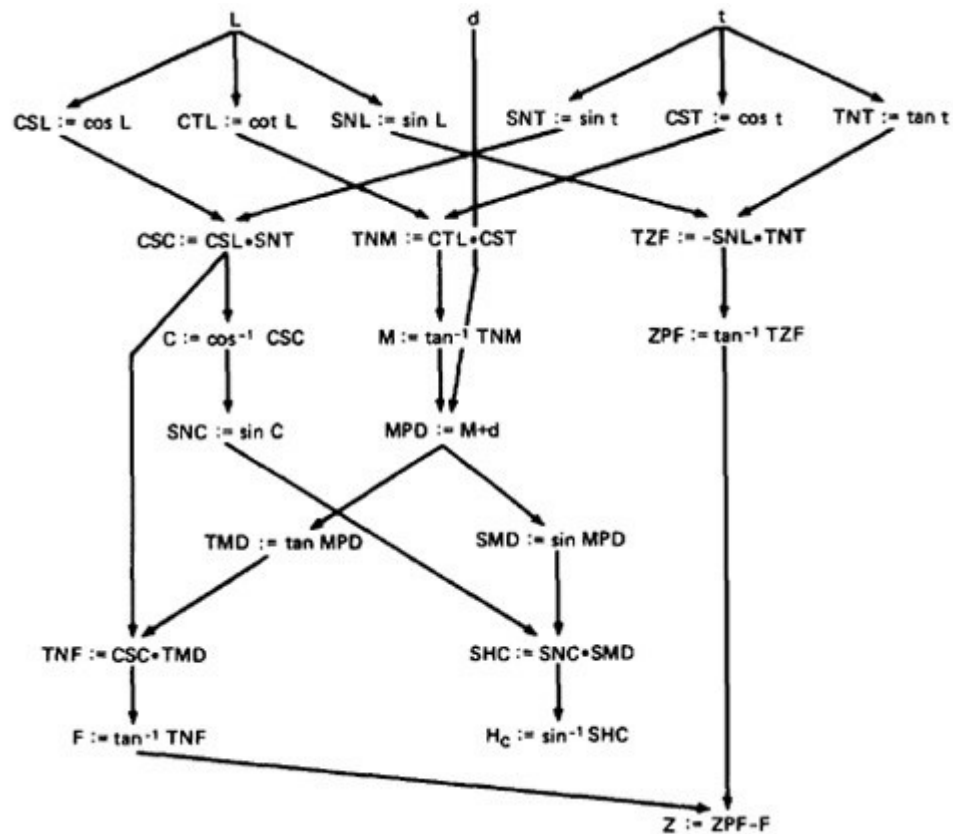 L d t
CSL := cos L CTL := cot L SNL := sin L SNT := sin t CST := cos t TNT := tan t
CSC := CSL•SNT TNM := CTL•CST TZF := -SNL•TNT
C := cos⁻¹ CSC M := tan⁻¹ TNM ZPF := tan⁻¹ TZF
SNC := sin C MPD := M+d
TMD := tan MPD SMD := sin MPD
TNF := CSC•TMD SHC := SNC•SMD
F := tan⁻¹ TNF H_C := sin⁻¹ SHC
Z := ZPF-F